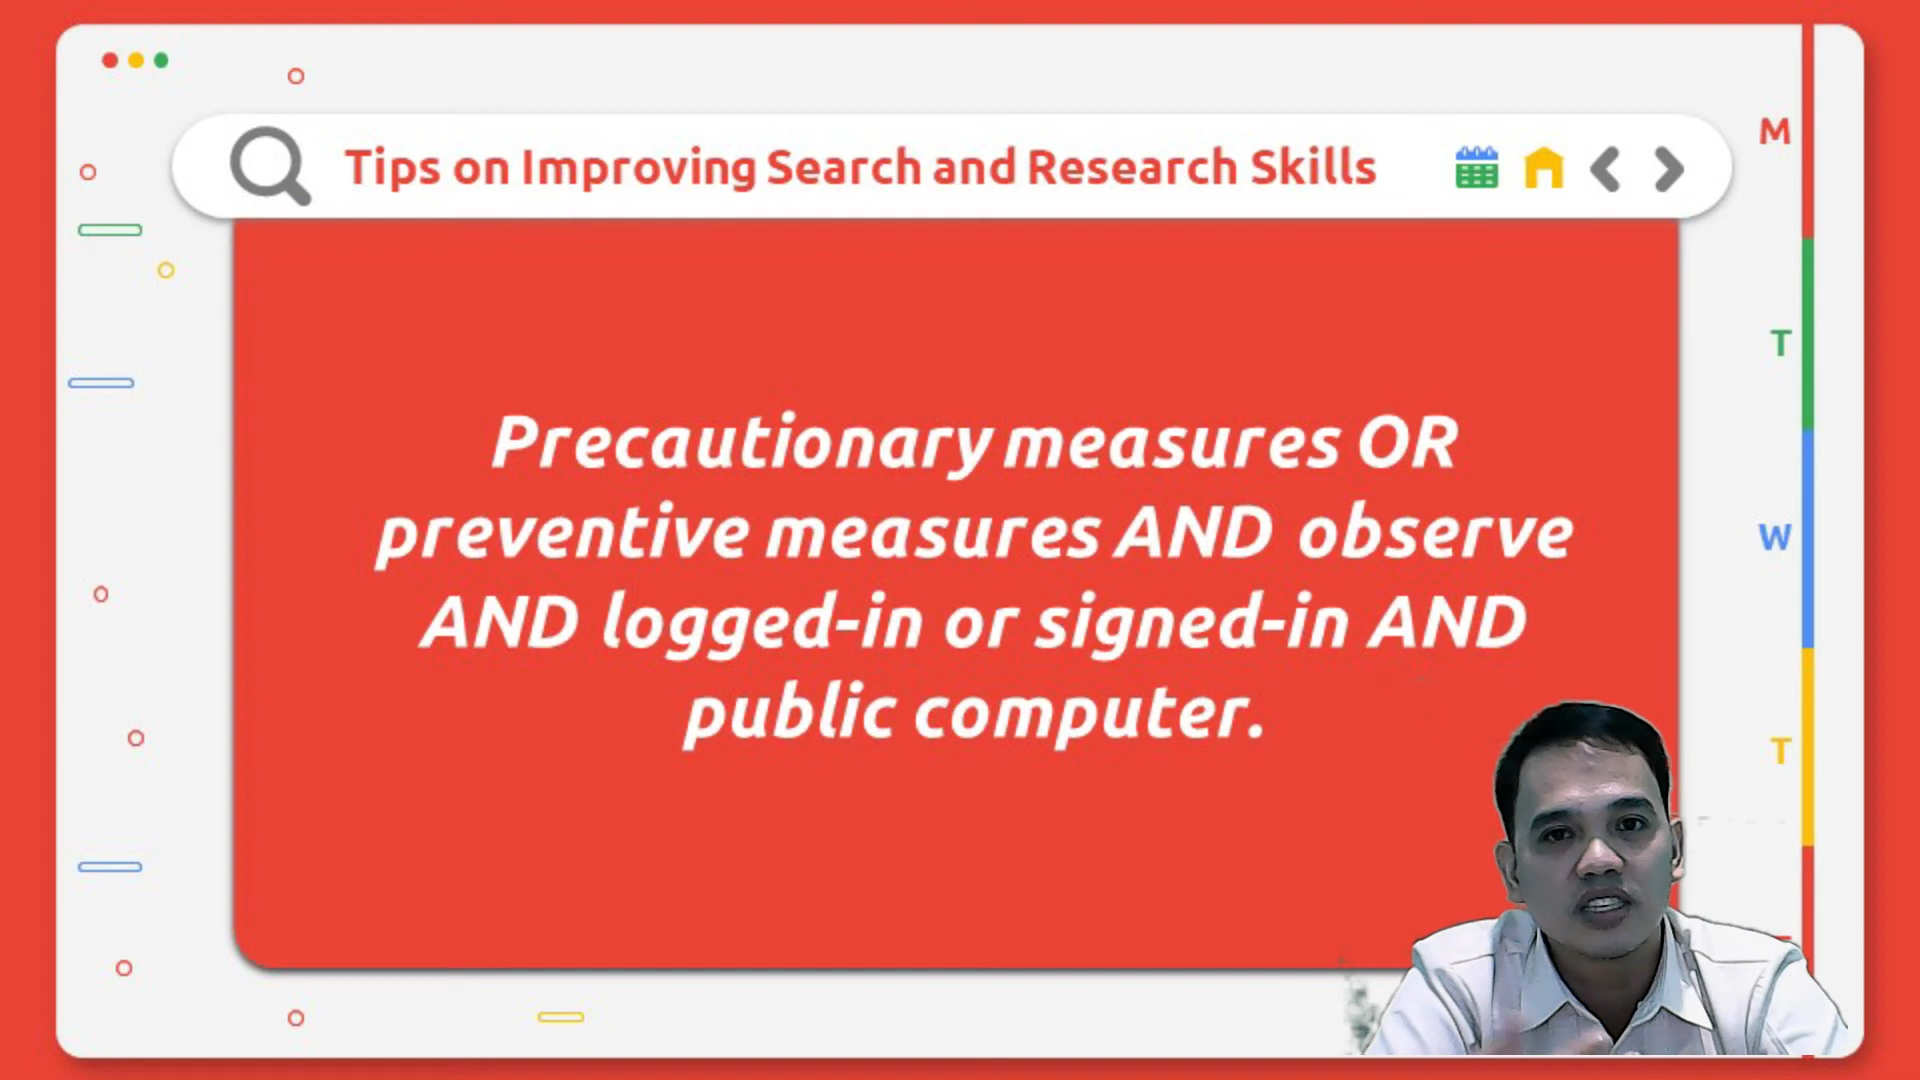 Tips on Improving Search and Research Skills
M
T
W
T
Precautionary measures OR
preventive measures AND observe
AND logged-in or signed-in AND
public computer.